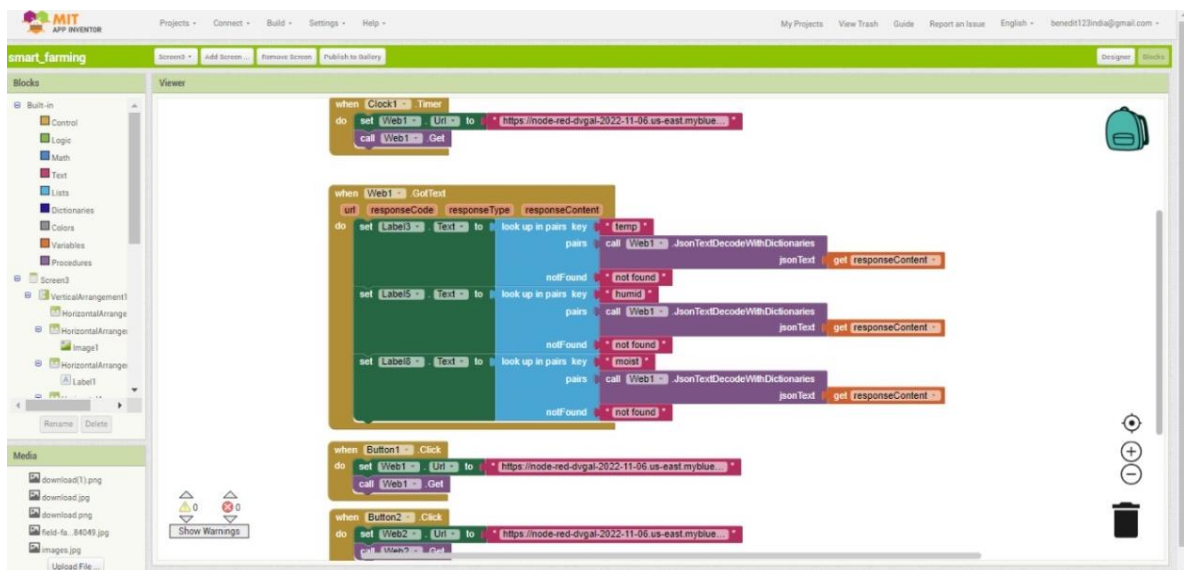 MIT
APP INVENTOR
Projects
Connect
Build
Settings
Help
My Projects
View Trash
Guide
Report an Issue
English
benedit123india@gmail.com
smart_farming
Screen3
Add Screen ...
Remove Screen
Publish to Gallery
Designer
Blocks
Blocks
Viewer
Built-in
Control
Logic
Math
Text
Lists
Dictionaries
Colors
Variables
Procedures
Screen3
VerticalArrangement1
HorizontalArrange
HorizontalArranger
Image1
HorizontalArranger
Label1
Rename
Delete
Media
download(1).png
download.jpg
download.png
field-fa...84049.jpg
images.jpg
Upload File ...
when Clock1 .Timer
do set Web1 . Url to " https://node-red-dvgal-2022-11-06.us-east.myblue... "
call Web1 .Get
when Web1 .GotText
url responseCode responseType responseContent
do set Label3 . Text to look up in pairs key " temp "
pairs call Web1 .JsonTextDecodeWithDictionaries
jsonText get responseContent
notFound " not found "
set Label5 . Text to look up in pairs key " humid "
pairs call Web1 .JsonTextDecodeWithDictionaries
jsonText get responseContent
notFound " not found "
set Label8 . Text to look up in pairs key " moist "
pairs call Web1 .JsonTextDecodeWithDictionaries
jsonText get responseContent
notFound " not found "
when Button1 .Click
do set Web1 . Url to " https://node-red-dvgal-2022-11-06.us-east.myblue... "
call Web1 .Get
when Button2 .Click
do set Web2 . Url to " https://node-red-dvgal-2022-11-06.us-east.myblue... "
call Web2 .Get
0 0
Show Warnings